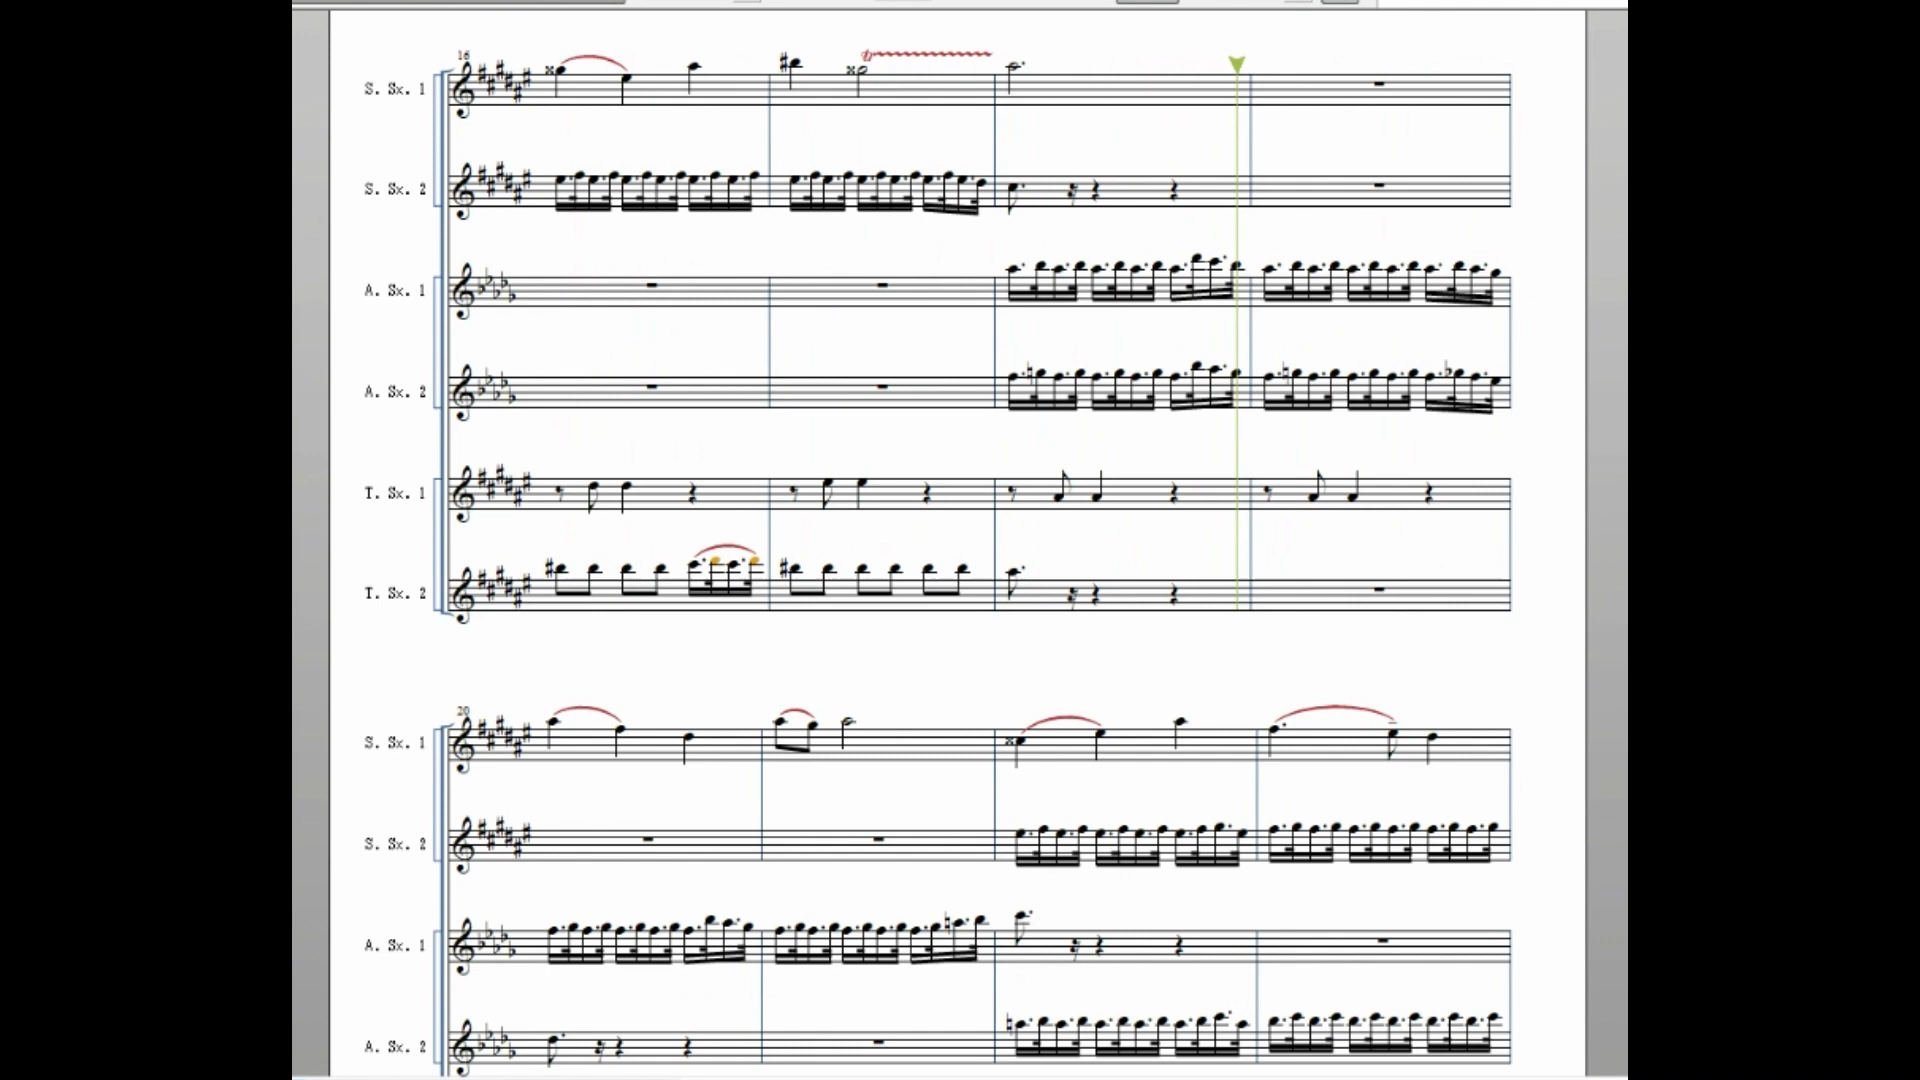 16
S. Sx. 1
tr
S. Sx. 2
A. Sx. 1
A. Sx. 2
T. Sx. 1
T. Sx. 2
20
S. Sx. 1
S. Sx. 2
A. Sx. 1
A. Sx. 2